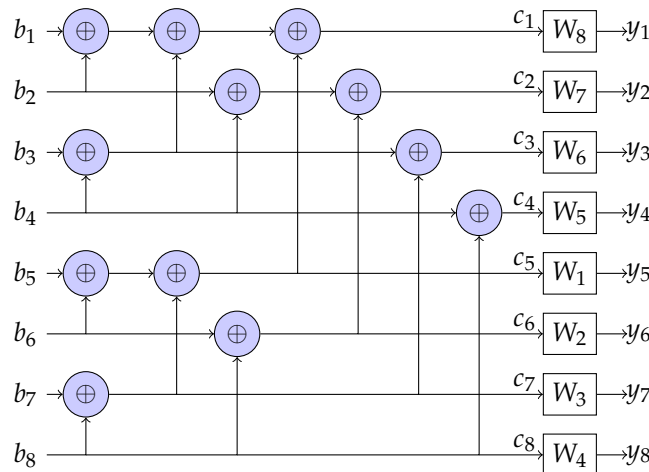 b₁ ⊕ ⊕ ⊕ c₁ W₈ y₁
b₂ ⊕ ⊕ c₂ W₇ y₂
b₃ ⊕ ⊕ c₃ W₆ y₃
b₄ ⊕ c₄ W₅ y₄
b₅ ⊕ ⊕ c₅ W₁ y₅
b₆ ⊕ c₆ W₂ y₆
b₇ ⊕ c₇ W₃ y₇
b₈ c₈ W₄ y₈